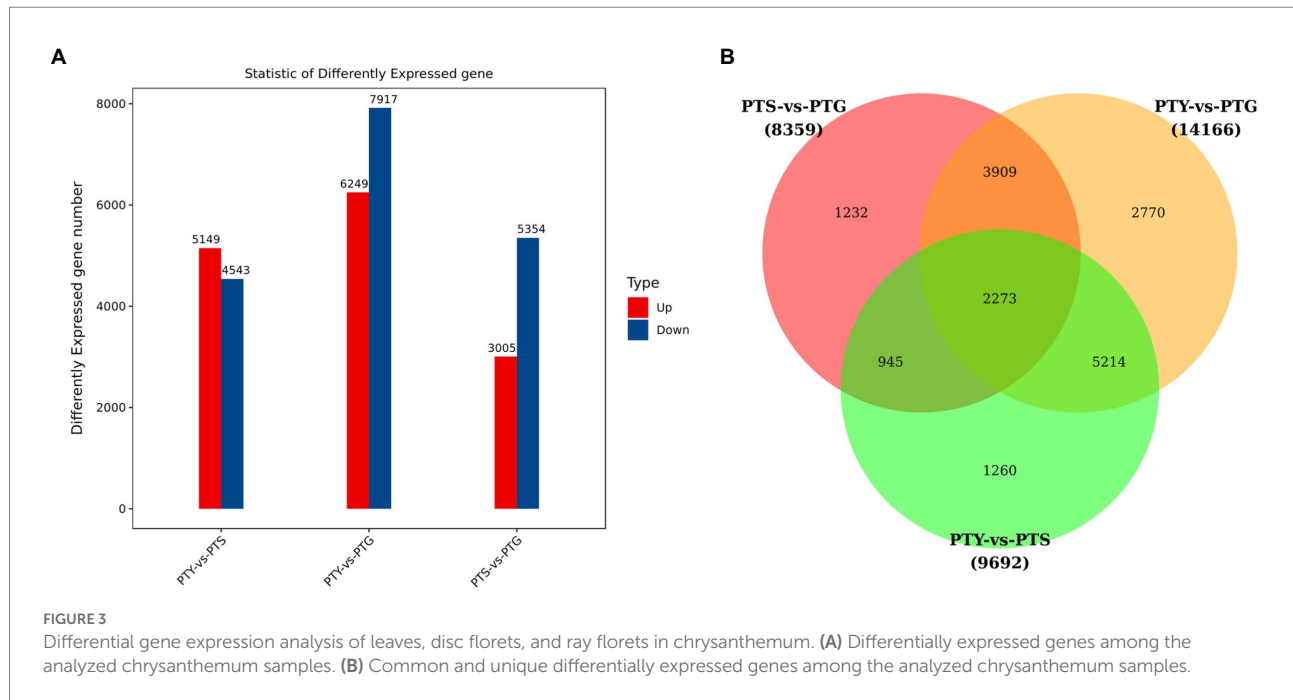 A
Statistic of Differently Expressed gene
Differently Expressed gene number
8000
6000
4000
2000
0
5149
4543
6249
7917
3005
5354
PTY-vs-PTS
PTY-vs-PTG
PTS-vs-PTG
Type
Up
Down
B
PTS-vs-PTG
(8359)
PTY-vs-PTG
(14166)
3909
1232
2770
2273
945
5214
1260
PTY-vs-PTS
(9692)
FIGURE 3
Differential gene expression analysis of leaves, disc florets, and ray florets in chrysanthemum. (A) Differentially expressed genes among the
analyzed chrysanthemum samples. (B) Common and unique differentially expressed genes among the analyzed chrysanthemum samples.